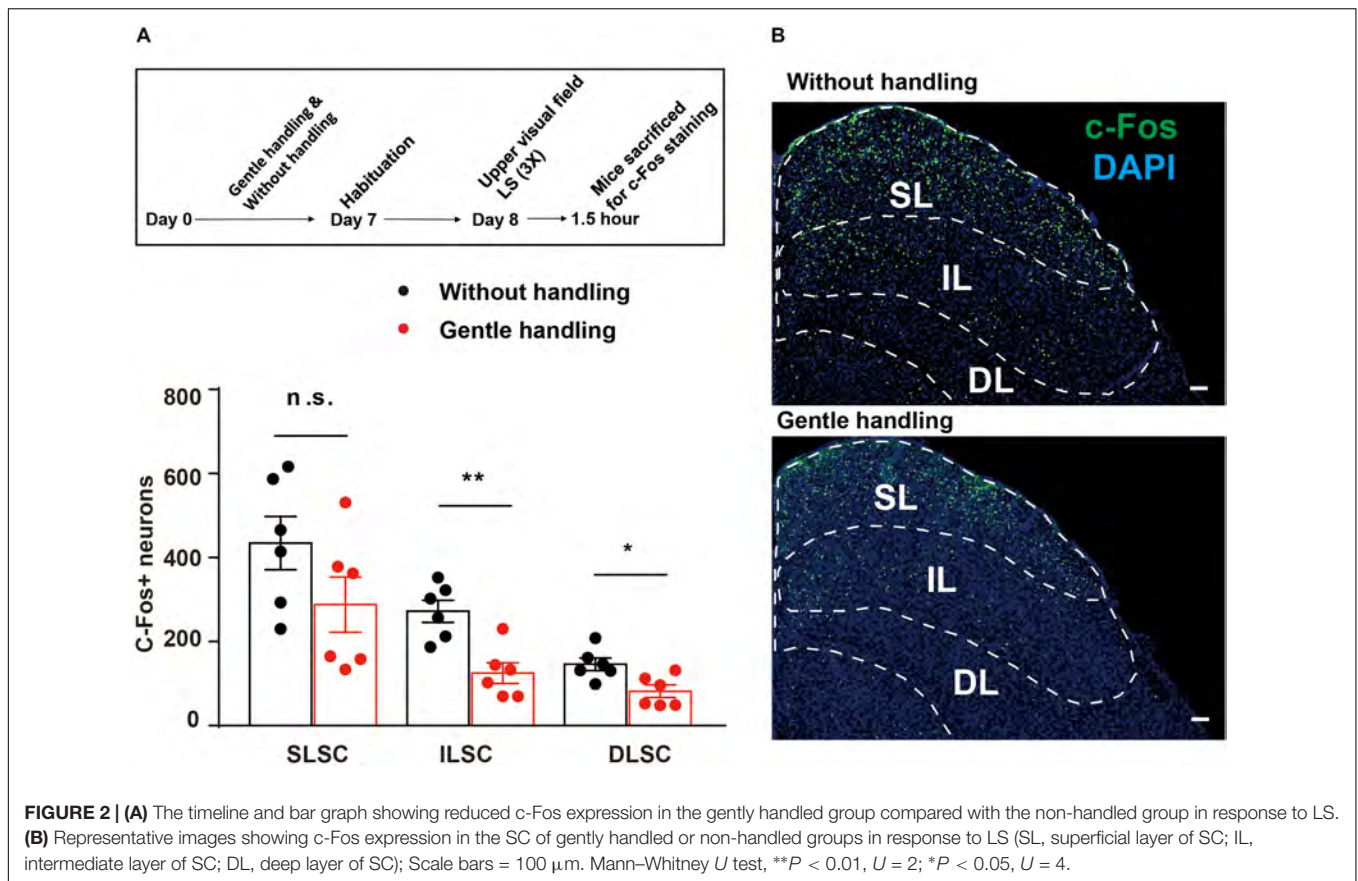 A
Gentle handling &
Without handling
Habituation
Upper visual field
LS (3X)
Mice sacrificed
for c-Fos staining
Day 0
Day 7
Day 8
1.5 hour
Without handling
Gentle handling
C-Fos+ neurons
800
600
400
200
0
n.s.
**
*
SLSC
ILSC
DLSC
B
Without handling
c-Fos
DAPI
SL
IL
DL
Gentle handling
SL
IL
DL
FIGURE 2 | (A) The timeline and bar graph showing reduced c-Fos expression in the gently handled group compared with the non-handled group in response to LS.
(B) Representative images showing c-Fos expression in the SC of gently handled or non-handled groups in response to LS (SL, superficial layer of SC; IL,
intermediate layer of SC; DL, deep layer of SC); Scale bars = 100 μm. Mann–Whitney U test, **P < 0.01, U = 2; *P < 0.05, U = 4.